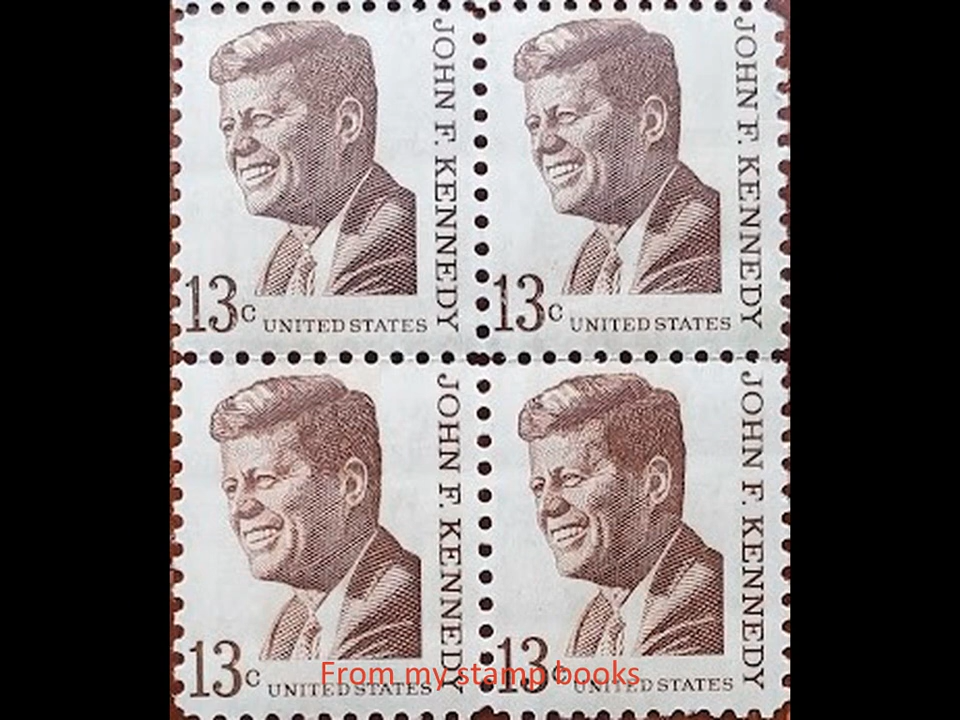 JOHN F. KENNEDY
13c UNITED STATES
JOHN F. KENNEDY
13c UNITED STATES
JOHN F. KENNEDY
13c UNITED STATES
JOHN F. KENNEDY
13c UNITED STATES
From my stamp books